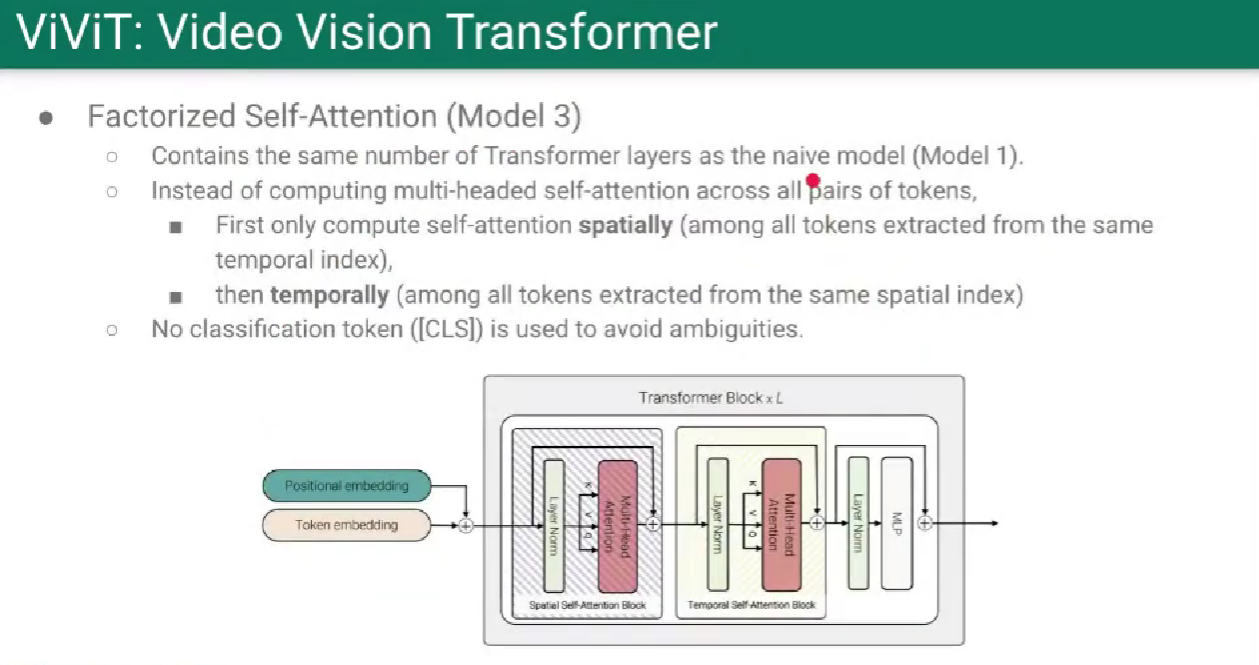 ViViT: Video Vision Transformer
● Factorized Self-Attention (Model 3)
○ Contains the same number of Transformer layers as the naive model (Model 1).
○ Instead of computing multi-headed self-attention across all pairs of tokens,
■ First only compute self-attention spatially (among all tokens extracted from the same
temporal index),
■ then temporally (among all tokens extracted from the same spatial index)
○ No classification token ([CLS]) is used to avoid ambiguities.
Transformer Block x L
Positional embedding
Token embedding
Layer Norm
K
V
Q
Multi-Head
Attention
Spatial Self-Attention Block
Layer Norm
K
V
Q
Multi-Head
Attention
Temporal Self-Attention Block
Layer Norm
MLP